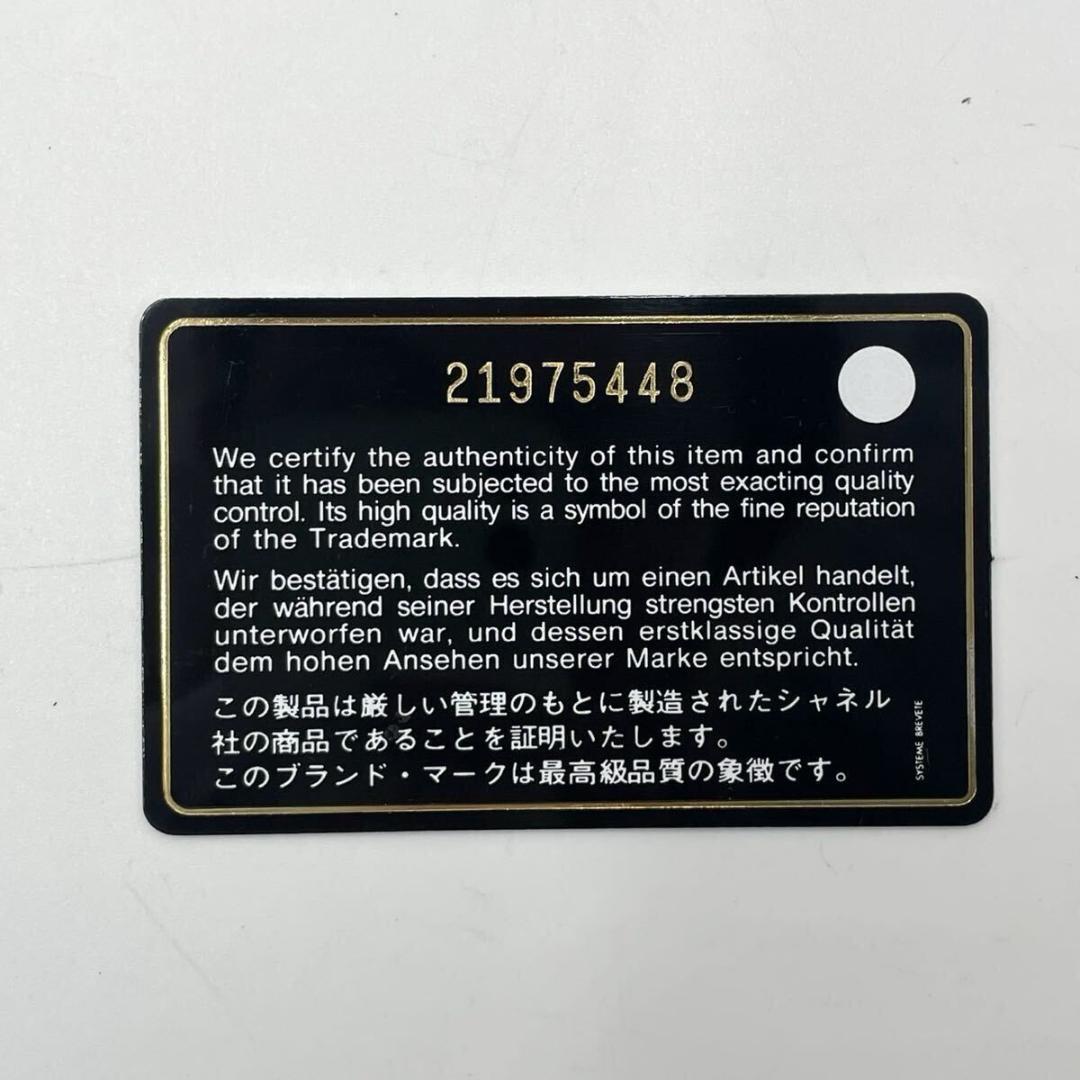 21975448
We certify the authenticity of this item and confirm
that it has been subjected to the most exacting quality
control. Its high quality is a symbol of the fine reputation
of the Trademark.
Wir bestätigen, dass es sich um einen Artikel handelt,
der während seiner Herstellung strengsten Kontrollen
unterworfen war, und dessen erstklassige Qualität
dem hohen Ansehen unserer Marke entspricht.
この製品は厳しい管理のもとに製造されたシャネル
社の商品であることを証明いたします。
このブランド・マークは最高級品質の象徴です。
SYSTEME BREVETE